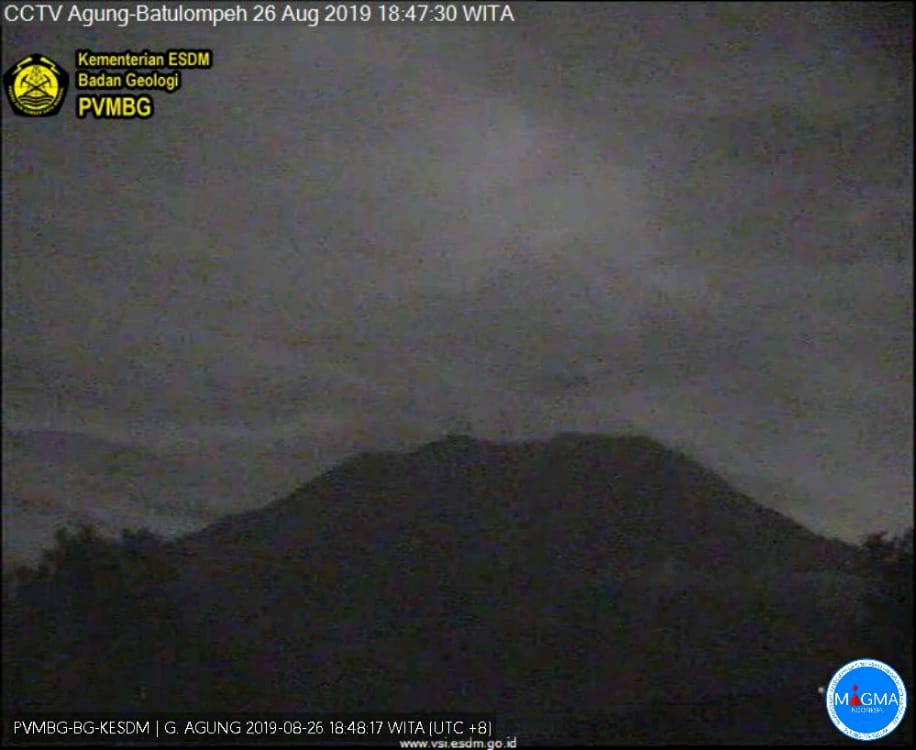 CCTV Agung-Batulompeh 26 Aug 2019 18:47:30 WITA
Kementerian ESDM
Badan Geologi
PVMBG
MAGMA
INDONESIA
PVMBG-BG-KESDM | G. AGUNG 2019-08-26 18:48:17 WITA (UTC +8)
www.vsi.esdm.go.id